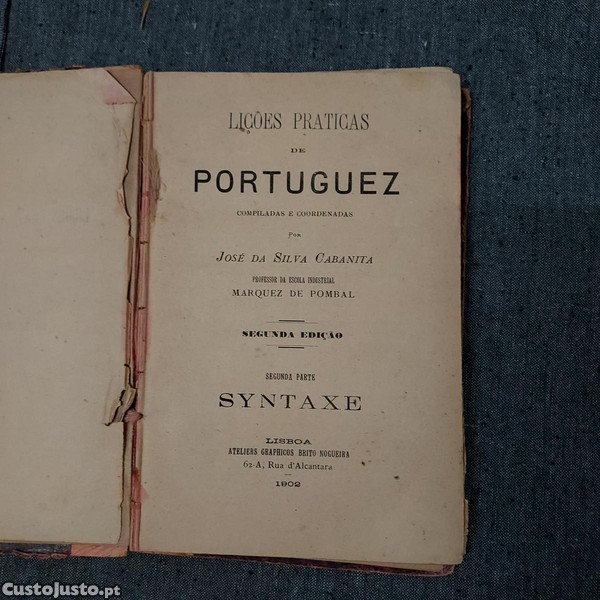 LIÇÕES PRATICAS
DE
PORTUGUEZ
COMPILADAS E COORDENADAS
POR
JOSÉ DA SILVA CABANITA
PROFESSOR DA ESCOLA INDUSTRIAL
MARQUEZ DE POMBAL
SEGUNDA EDIÇÃO
SEGUNDA PARTE
SYNTAXE
LISBOA
ATELIERS GRAPHICOS BRITO NOGUEIRA
62-A, Rua d'Alcantara
1902
CustoJusto.pt